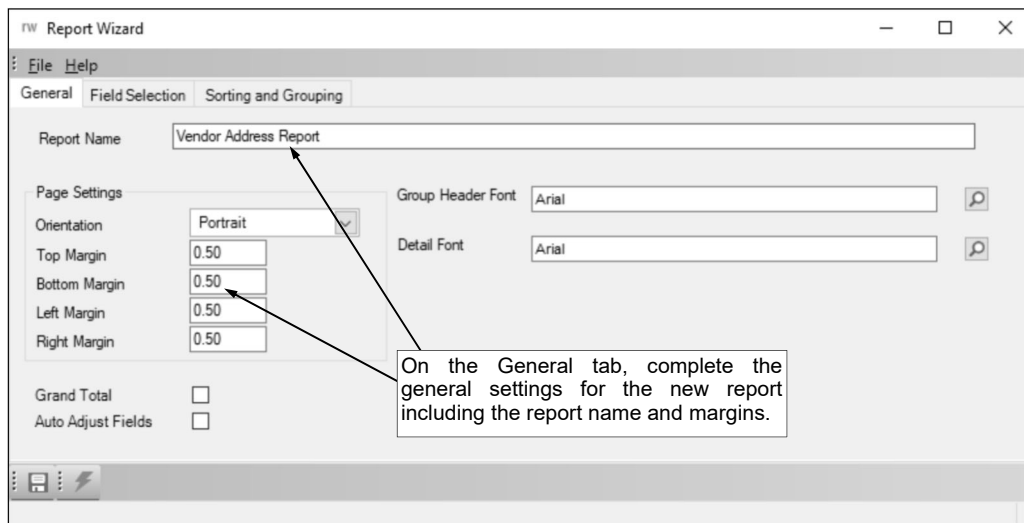 rw Report Wizard
File Help
General Field Selection Sorting and Grouping
Report Name Vendor Address Report
Page Settings
Orientation Portrait
Top Margin 0.50
Bottom Margin 0.50
Left Margin 0.50
Right Margin 0.50
Group Header Font Arial
Detail Font Arial
On the General tab, complete the
general settings for the new report
including the report name and margins.
Grand Total
Auto Adjust Fields